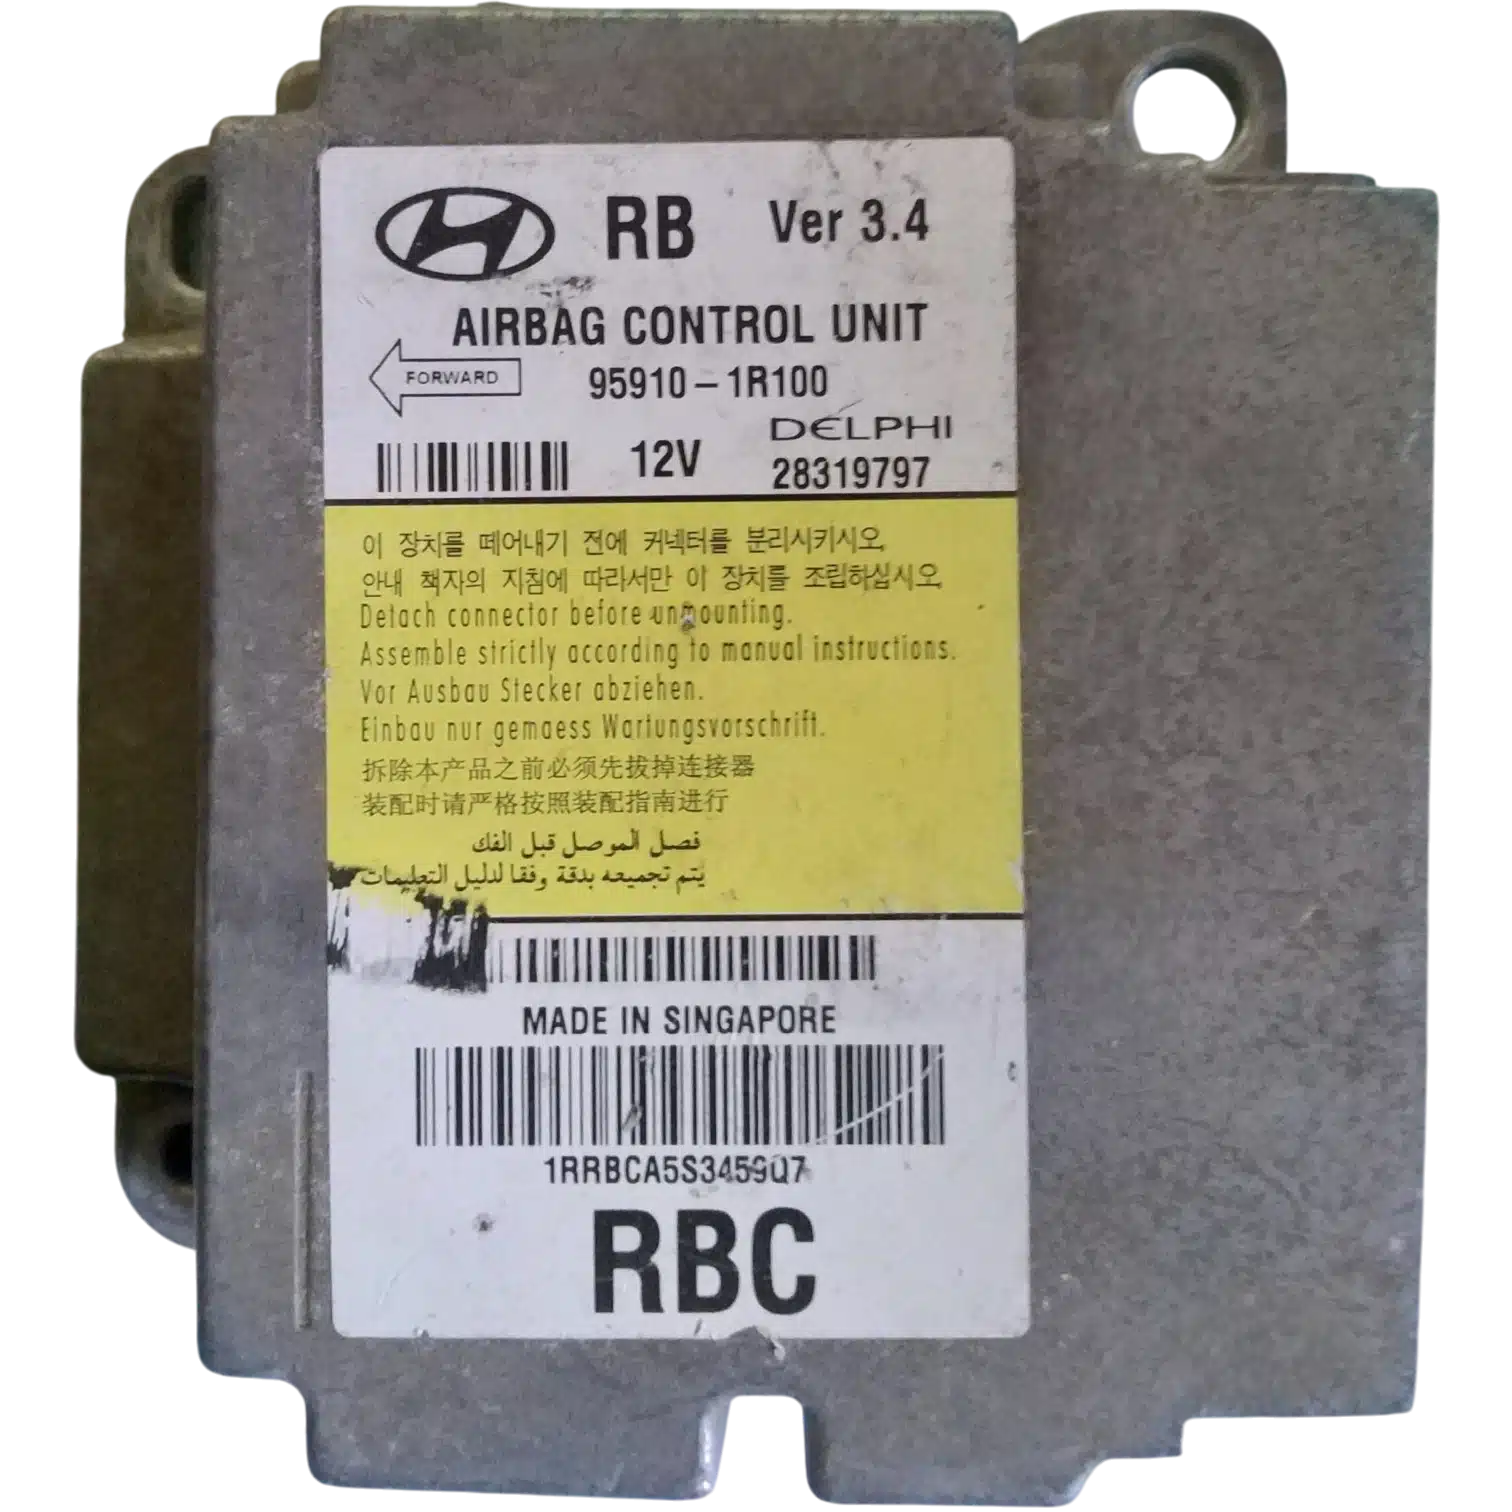 RB Ver 3.4
AIRBAG CONTROL UNIT
FORWARD 95910-1R100
DELPHI
12V 28319797
이 장치를 떼어내기 전에 커넥터를 분리시키시오.
안내 책자의 지침에 따라서만 이 장치를 조립하십시오.
Detach connector before unmounting.
Assemble strictly according to manual instructions.
Vor Ausbau Stecker abziehen.
Einbau nur gemaess Wartungsvorschrift.
拆除本产品之前必须先拔掉连接器
装配时请严格按照装配指南进行
فصل الموصل قبل الفك
يتم تجميعه بدقة وفقا لدليل التعليمات
MADE IN SINGAPORE
1RRBCA5S3459Q7
RBC